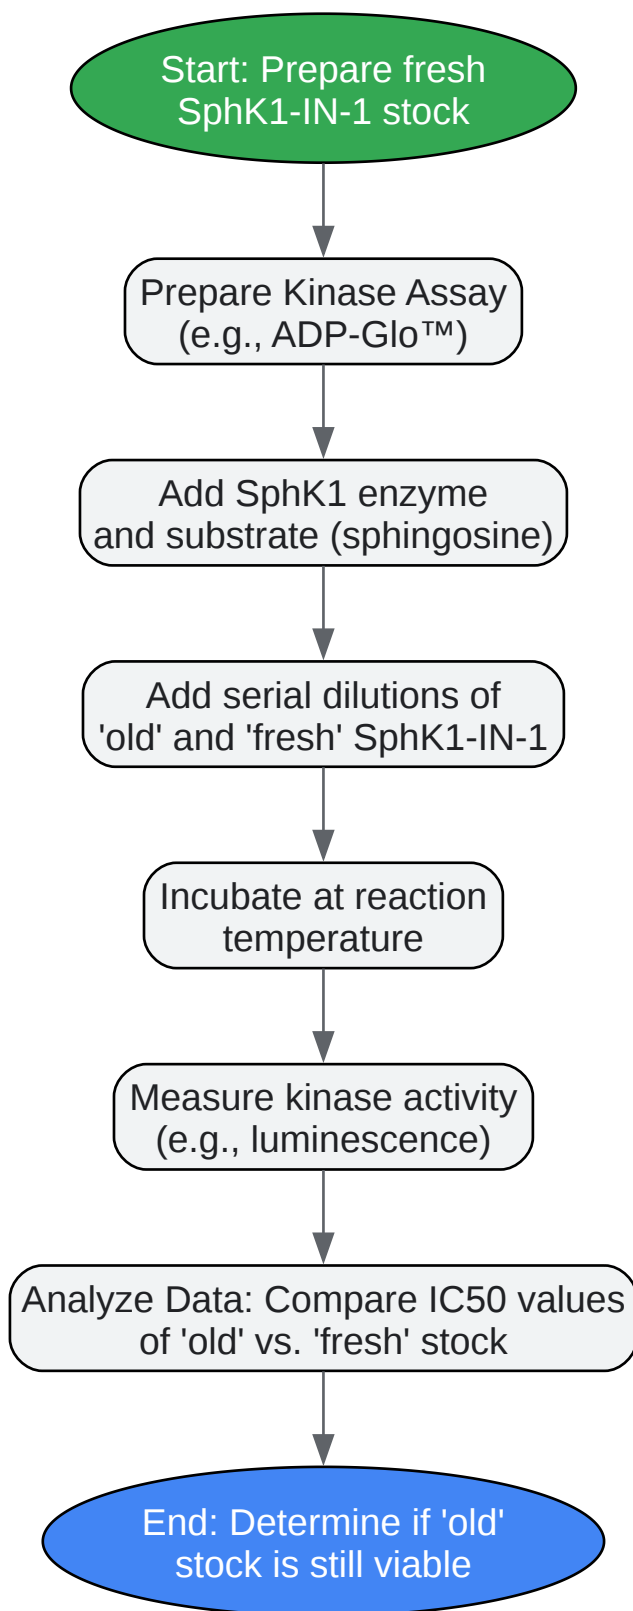 Start: Prepare fresh
SphK1-IN-1 stock
Prepare Kinase Assay
(e.g., ADP-Glo™)
Add SphK1 enzyme
and substrate (sphingosine)
Add serial dilutions of
'old' and 'fresh' SphK1-IN-1
Incubate at reaction
temperature
Measure kinase activity
(e.g., luminescence)
Analyze Data: Compare IC50 values
of 'old' vs. 'fresh' stock
End: Determine if 'old'
stock is still viable